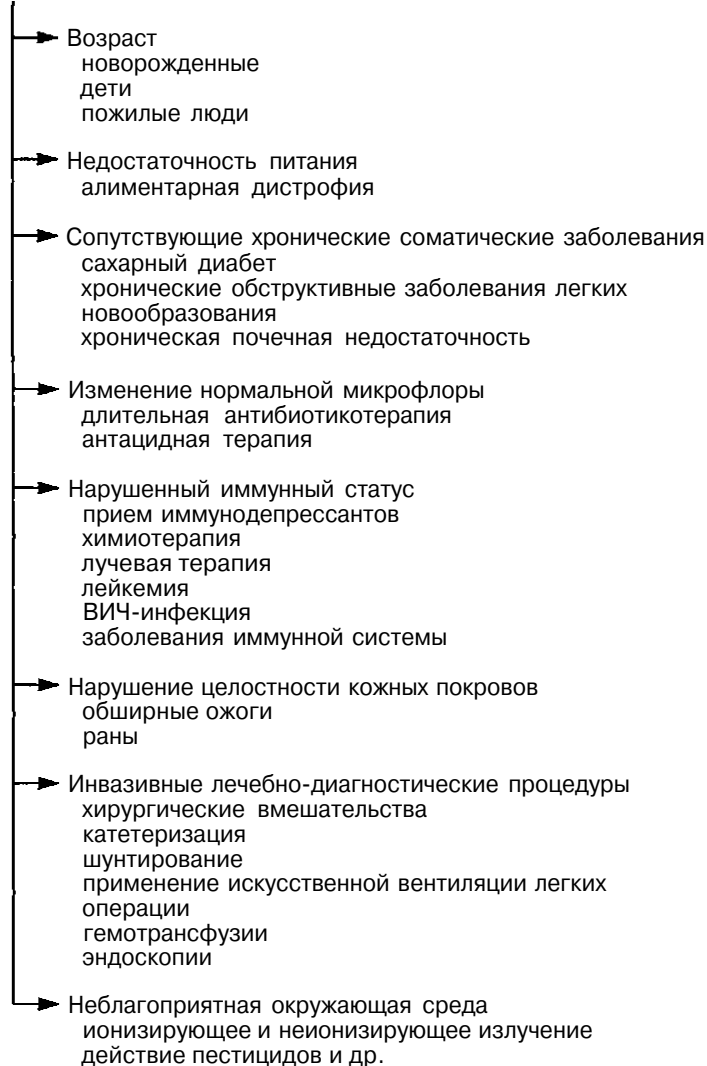 Возраст
новорожденные
дети
пожилые люди
Недостаточность питания
алиментарная дистрофия
Сопутствующие хронические соматические заболевания
сахарный диабет
хронические обструктивные заболевания легких
новообразования
хроническая почечная недостаточность
Изменение нормальной микрофлоры
длительная антибиотикотерапия
антацидная терапия
Нарушенный иммунный статус
прием иммунодепрессантов
химиотерапия
лучевая терапия
лейкемия
ВИЧ-инфекция
заболевания иммунной системы
Нарушение целостности кожных покровов
обширные ожоги
раны
Инвазивные лечебно-диагностические процедуры
хирургические вмешательства
катетеризация
шунтирование
применение искусственной вентиляции легких
операции
гемотрансфузии
эндоскопии
Неблагоприятная окружающая среда
ионизирующее и неионизирующее излучение
действие пестицидов и др.